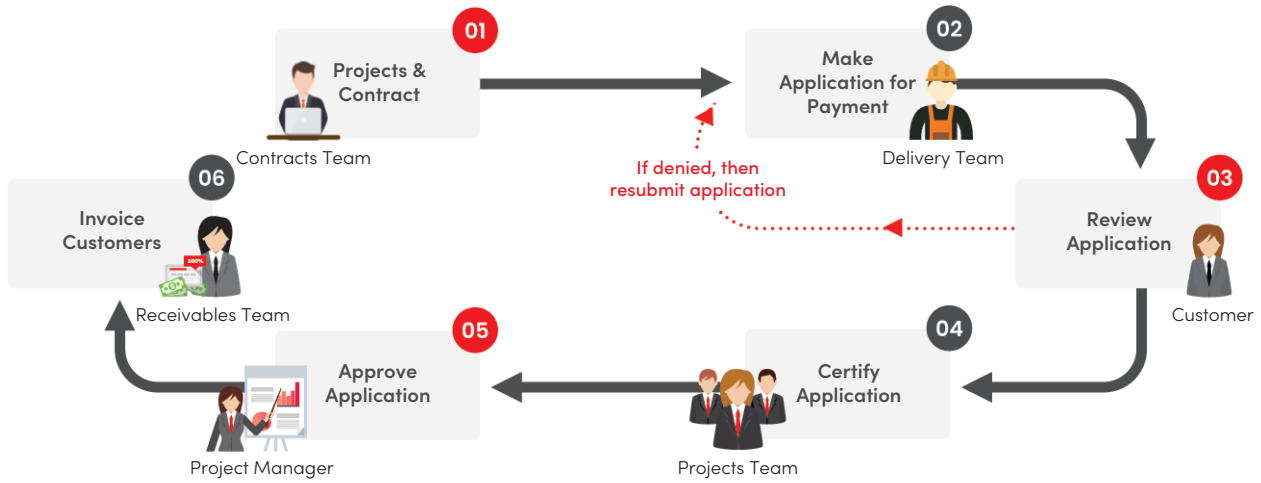 01
Projects &
Contract
Contracts Team
02
Make
Application for
Payment
Delivery Team
If denied, then
resubmit application
03
Review
Application
Customer
04
Certify
Application
Projects Team
05
Approve
Application
Project Manager
06
Invoice
Customers
100%
Receivables Team